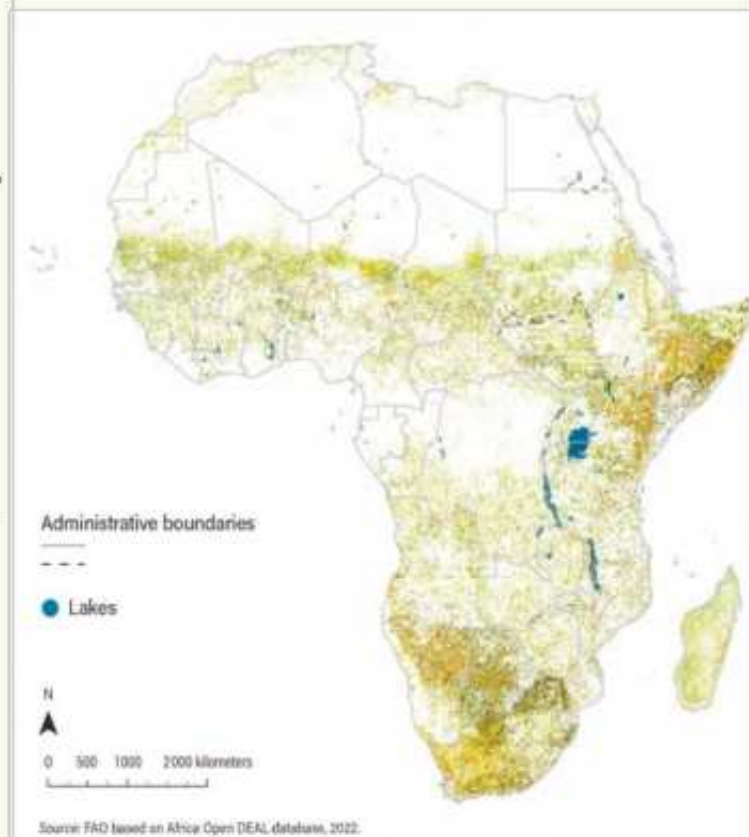 Administrative boundaries
Lakes
N
0 500 1000 2000 kilometers
Source: FAO based on Africa Open DEAL database, 2022.